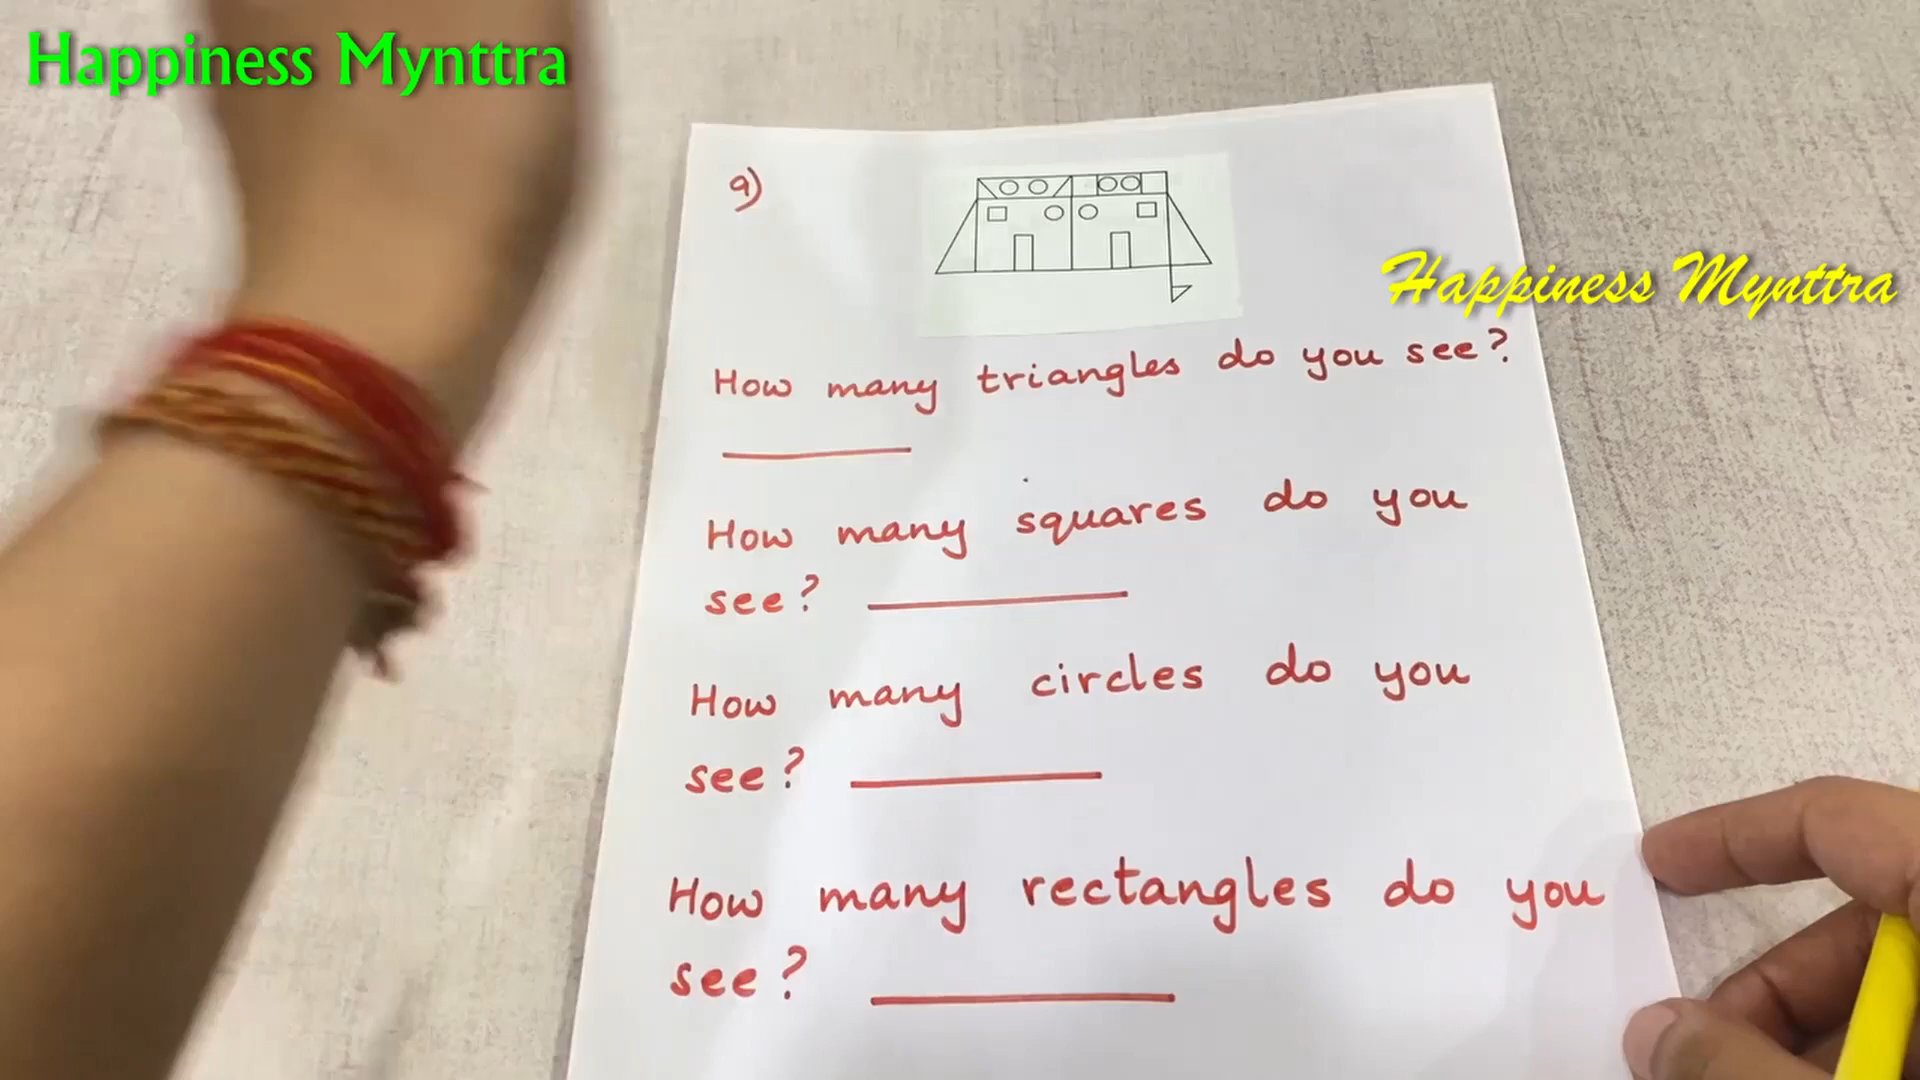 Happiness Mynttra
9)
Happiness Mynttra
How many triangles do you see?
How many squares do you
see?
How many circles do you
see?
How many rectangles do you
see?